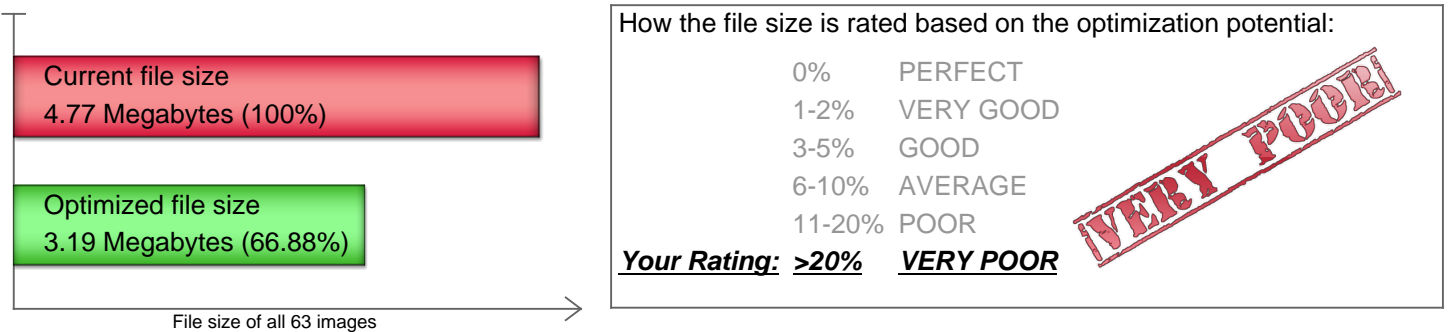 Current file size
4.77 Megabytes (100%)
Optimized file size
3.19 Megabytes (66.88%)
File size of all 63 images
How the file size is rated based on the optimization potential:
0% PERFECT
1-2% VERY GOOD
3-5% GOOD
6-10% AVERAGE
11-20% POOR
Your Rating: >20% VERY POOR
VERY POOR